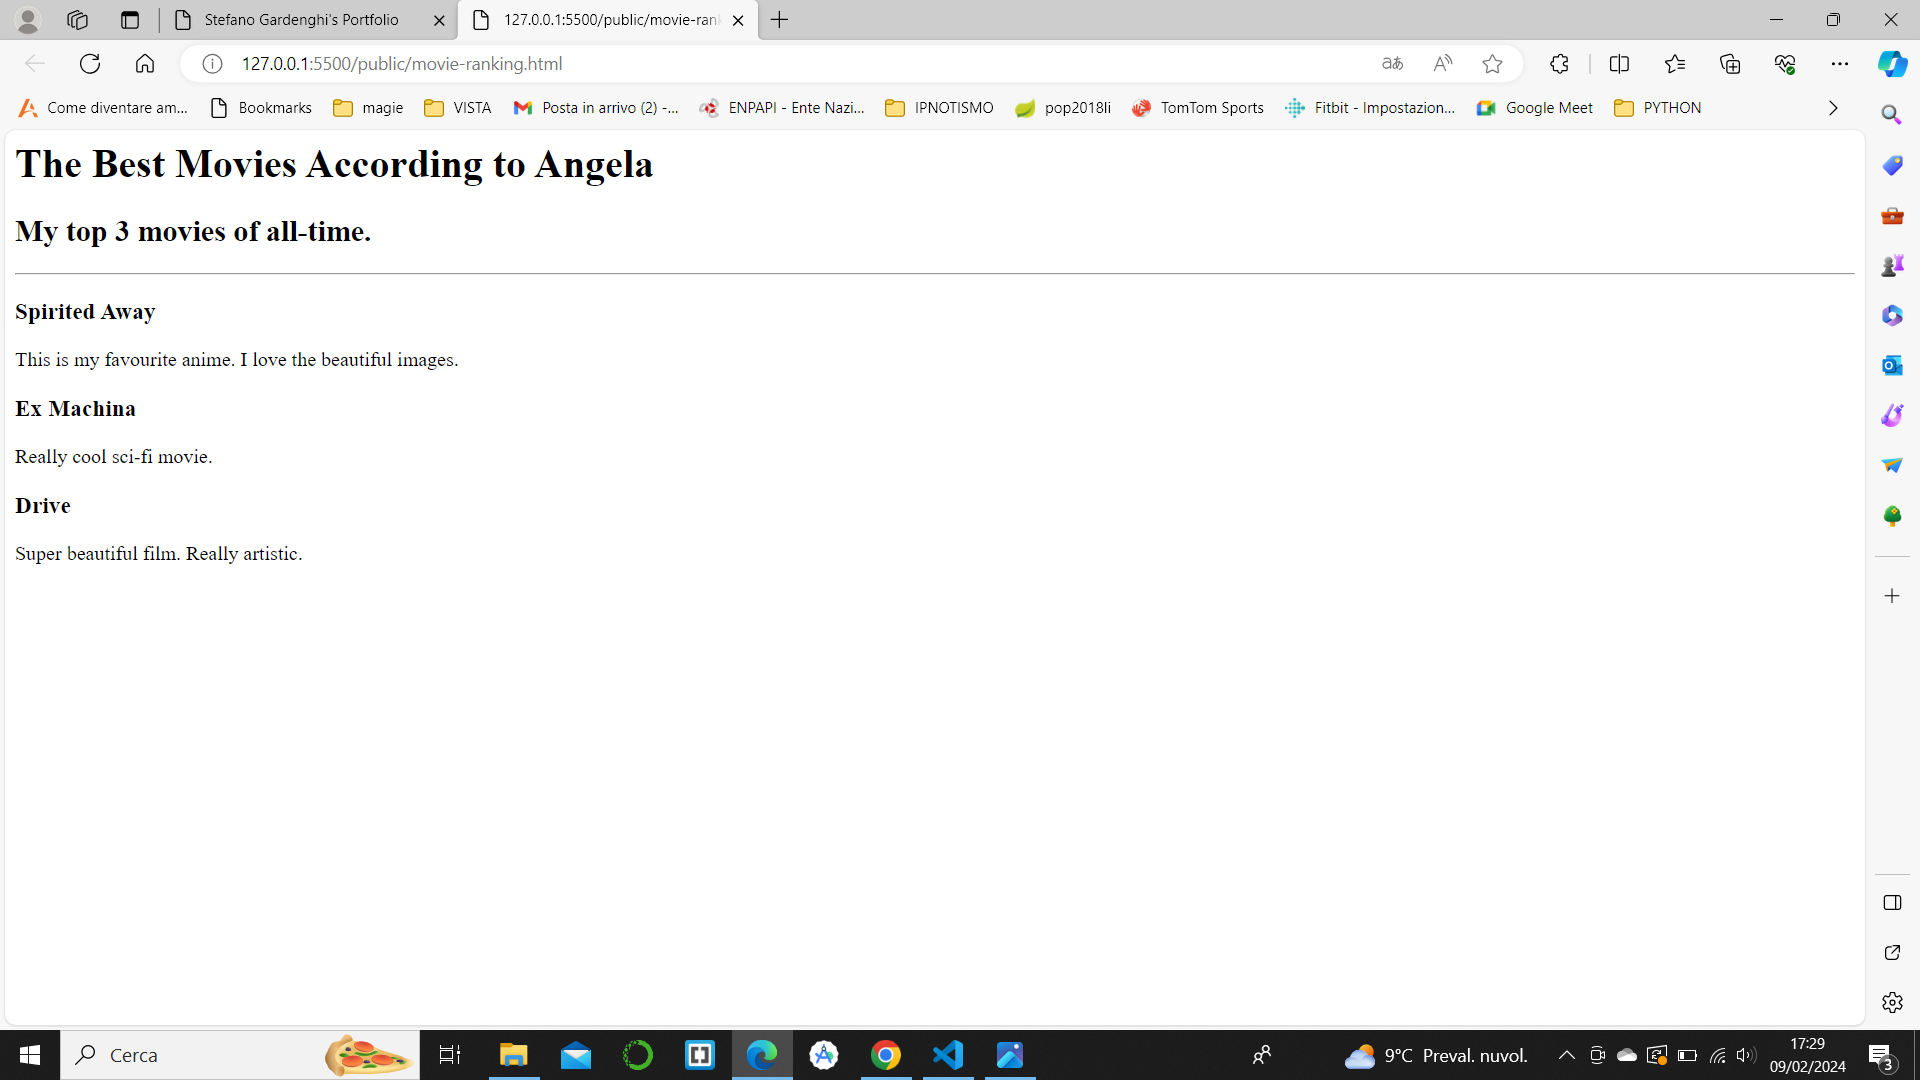 Stefano Gardenghi's Portfolio
127.0.0.1:5500/public/movie-ran
127.0.0.1:5500/public/movie-ranking.html
Come diventare am...
Bookmarks
magie
VISTA
Posta in arrivo (2) -...
ENPAPI - Ente Nazi...
IPNOTISMO
pop2018li
TomTom Sports
Fitbit - Impostazion...
Google Meet
PYTHON
The Best Movies According to Angela
My top 3 movies of all-time.
Spirited Away
This is my favourite anime. I love the beautiful images.
Ex Machina
Really cool sci-fi movie.
Drive
Super beautiful film. Really artistic.
Cerca
9°C Preval. nuvol.
17:29
09/02/2024
3